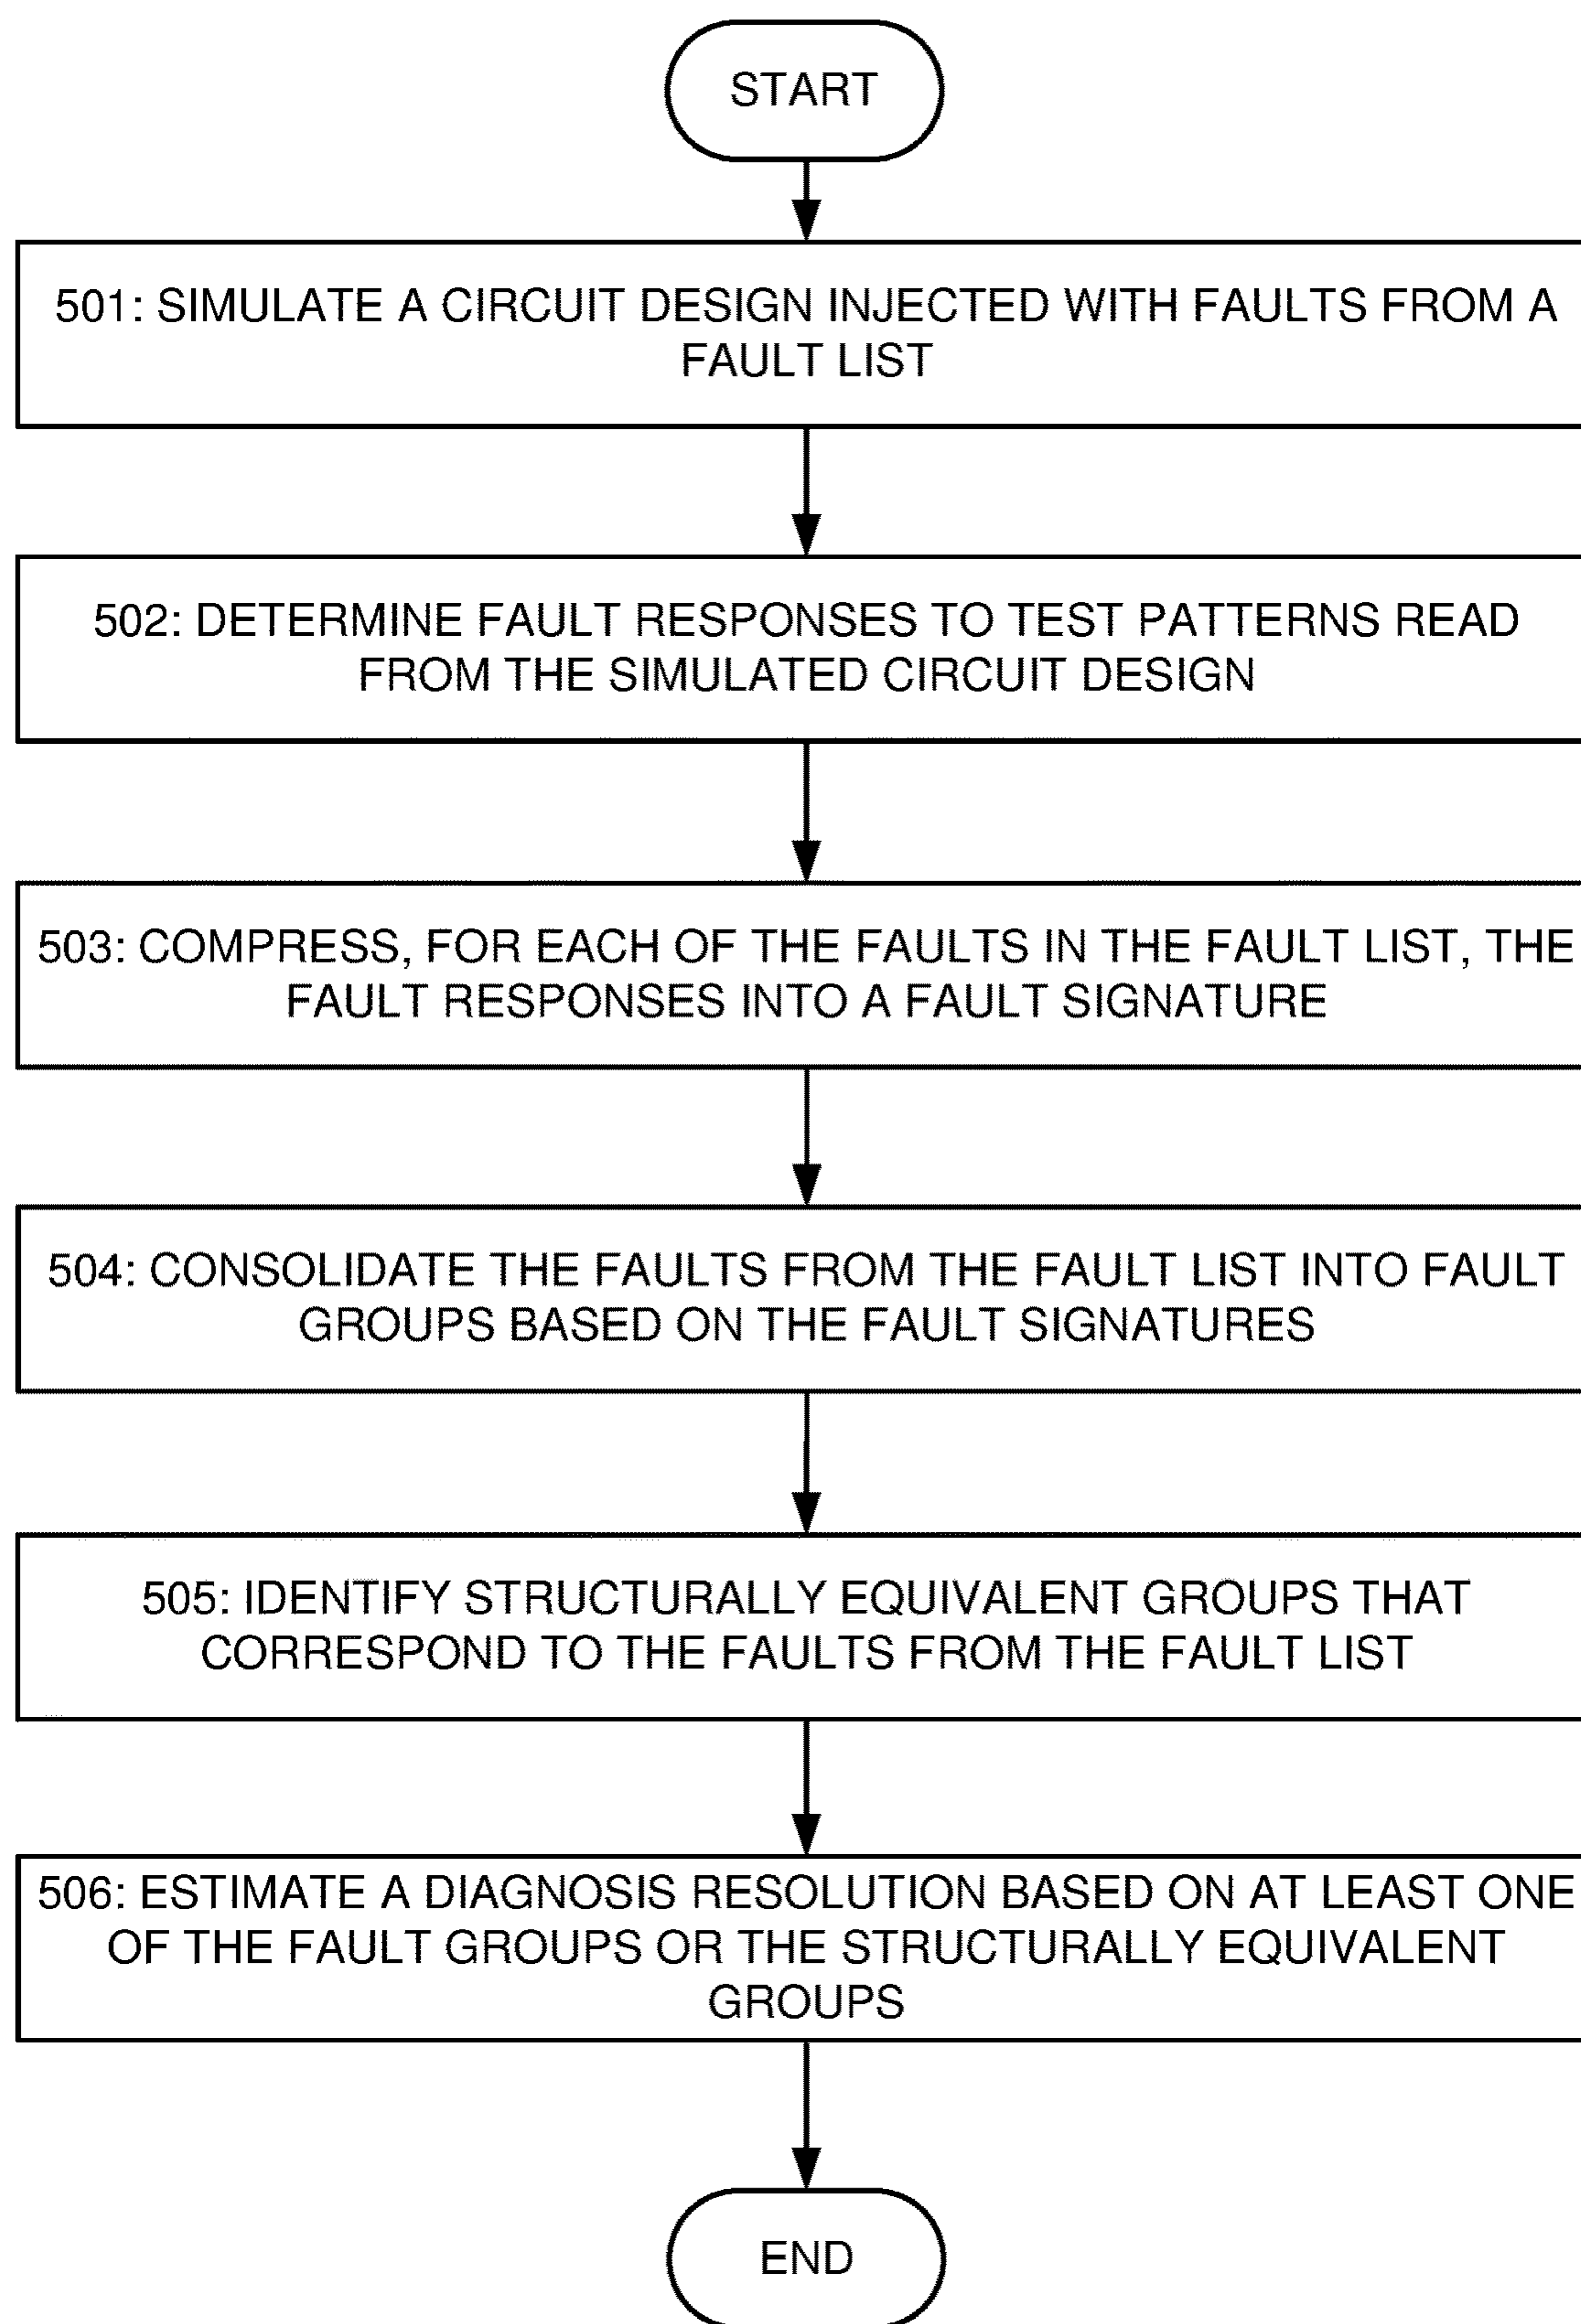 START
501: SIMULATE A CIRCUIT DESIGN INJECTED WITH FAULTS FROM A
FAULT LIST
502: DETERMINE FAULT RESPONSES TO TEST PATTERNS READ
FROM THE SIMULATED CIRCUIT DESIGN
503: COMPRESS, FOR EACH OF THE FAULTS IN THE FAULT LIST, THE
FAULT RESPONSES INTO A FAULT SIGNATURE
504: CONSOLIDATE THE FAULTS FROM THE FAULT LIST INTO FAULT
GROUPS BASED ON THE FAULT SIGNATURES
505: IDENTIFY STRUCTURALLY EQUIVALENT GROUPS THAT
CORRESPOND TO THE FAULTS FROM THE FAULT LIST
506: ESTIMATE A DIAGNOSIS RESOLUTION BASED ON AT LEAST ONE
OF THE FAULT GROUPS OR THE STRUCTURALLY EQUIVALENT
GROUPS
END